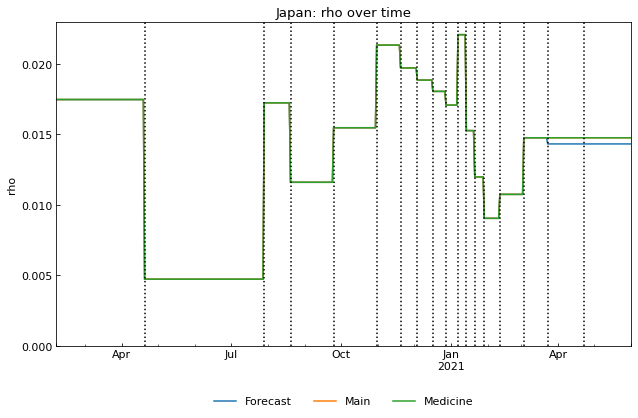 Japan: rho over time
rho
0.020
0.015
0.010
0.005
0.000
Apr
Jul
Oct
Jan
2021
Apr
Forecast
Main
Medicine